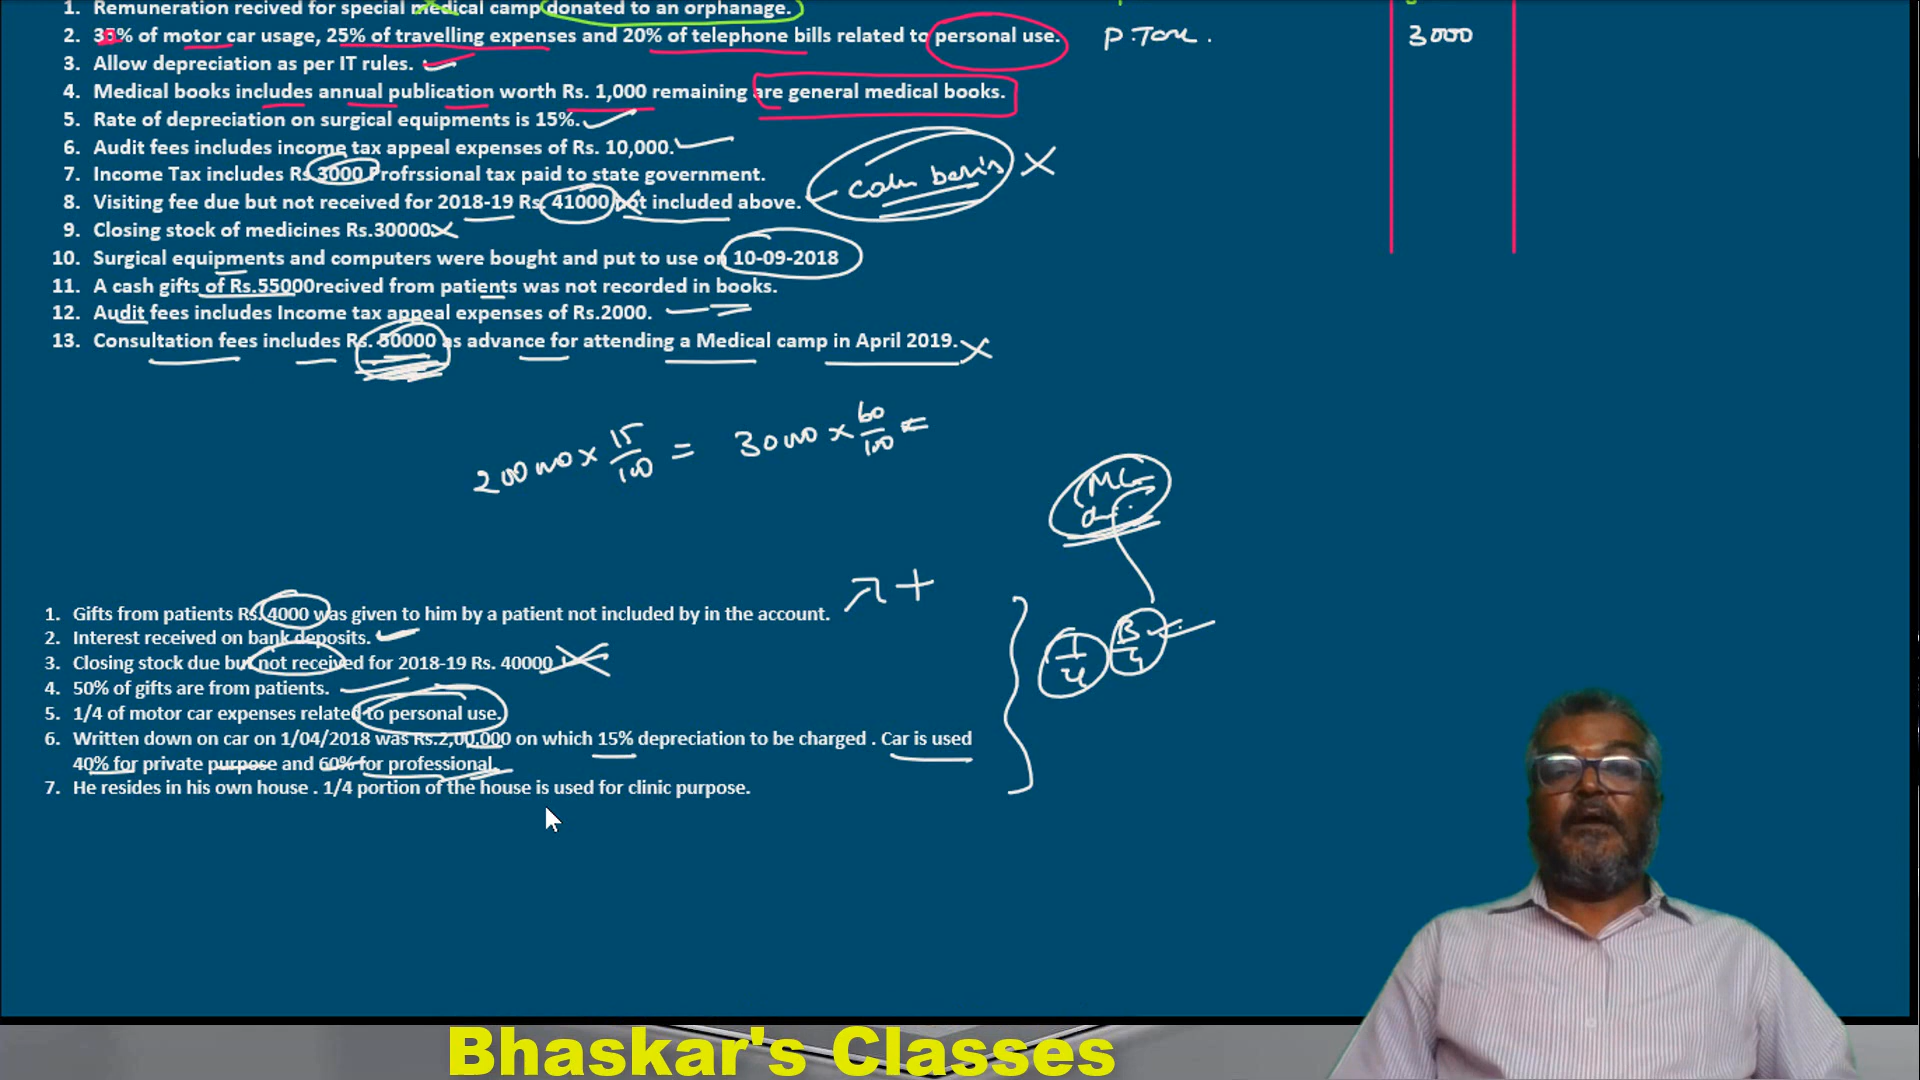 1. Remuneration recived for special medical camp donated to an orphanage.
2. 30% of motor car usage, 25% of travelling expenses and 20% of telephone bills related to personal use.
P.Tax. 3000
3. Allow depreciation as per IT rules.
4. Medical books includes annual publication worth Rs. 1,000 remaining are general medical books.
5. Rate of depreciation on surgical equipments is 15%.
6. Audit fees includes income tax appeal expenses of Rs. 10,000.
7. Income Tax includes Rs 3000 Profrssional tax paid to state government.
cash basis X
8. Visiting fee due but not received for 2018-19 Rs. 41000 not included above.
9. Closing stock of medicines Rs.30000.
10. Surgical equipments and computers were bought and put to use on 10-09-2018
11. A cash gifts of Rs.55000recived from patients was not recorded in books.
12. Audit fees includes Income tax appeal expenses of Rs.2000.
13. Consultation fees includes Rs. 50000 as advance for attending a Medical camp in April 2019.
200000 x 15/100 = 30000 x 60/100 =
1. Gifts from patients Rs. 4000 was given to him by a patient not included by in the account.
2. Interest received on bank deposits.
3. Closing stock due but not received for 2018-19 Rs. 40000
1/4 3/4
4. 50% of gifts are from patients.
5. 1/4 of motor car expenses related to personal use.
6. Written down on car on 1/04/2018 was Rs.2,00,000 on which 15% depreciation to be charged . Car is used
40% for private purpose and 60% for professional.
7. He resides in his own house . 1/4 portion of the house is used for clinic purpose.
Bhaskar's Classes